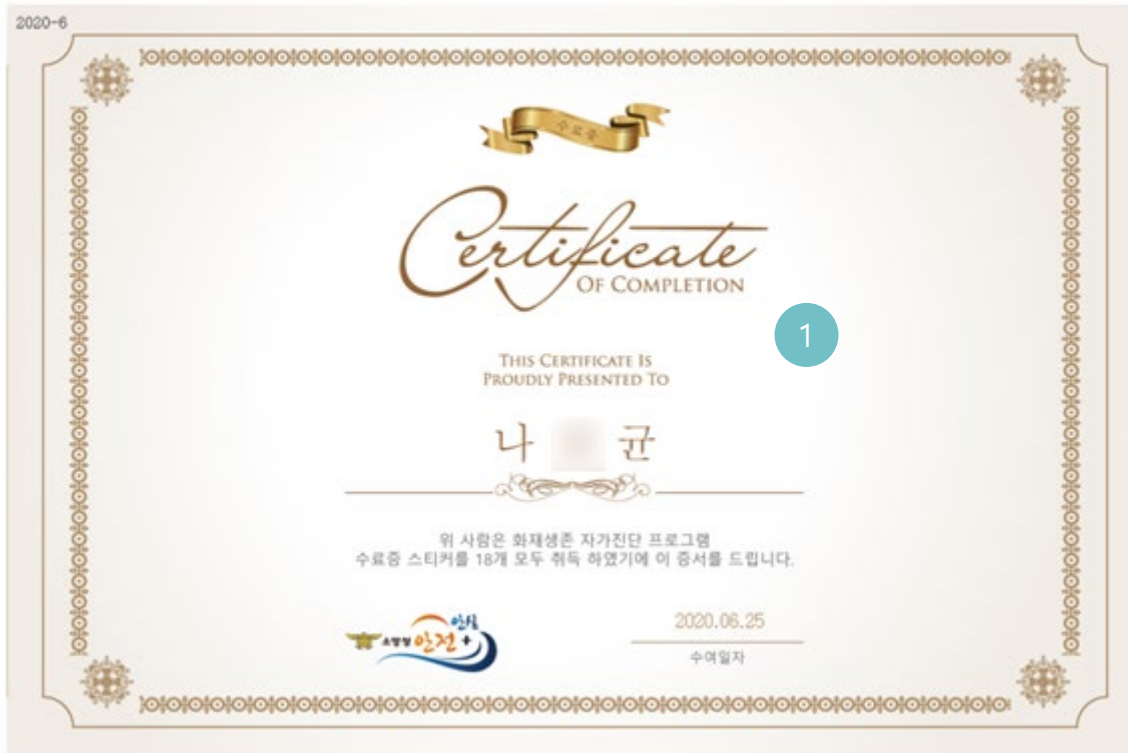 2020-6
수료증
Certificate
OF COMPLETION
1
THIS CERTIFICATE IS
PROUDLY PRESENTED TO
나 균
위 사람은 화재생존 자가진단 프로그램
수료증 스티커를 18개 모두 취득 하였기에 이 증서를 드립니다.
소방청 안전 + 안심
2020.06.25
수여일자